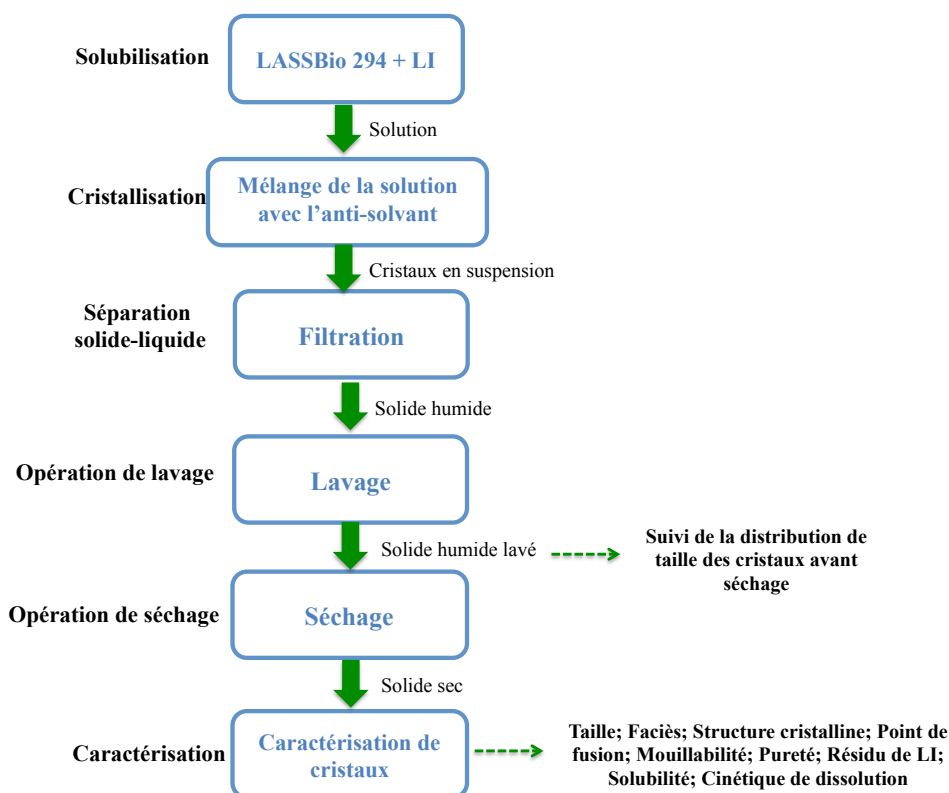 Solubilisation
LASSBio 294 + LI
Solution
Cristallisation
Mélange de la solution
avec l’anti-solvant
Cristaux en suspension
Séparation
solide-liquide
Filtration
Solide humide
Opération de lavage
Lavage
Solide humide lavé
Suivi de la distribution de
taille des cristaux avant
séchage
Opération de séchage
Séchage
Solide sec
Caractérisation
Caractérisation de
cristaux
Taille; Faciès; Structure cristalline; Point de
fusion; Mouillabilité; Pureté; Résidu de LI;
Solubilité; Cinétique de dissolution